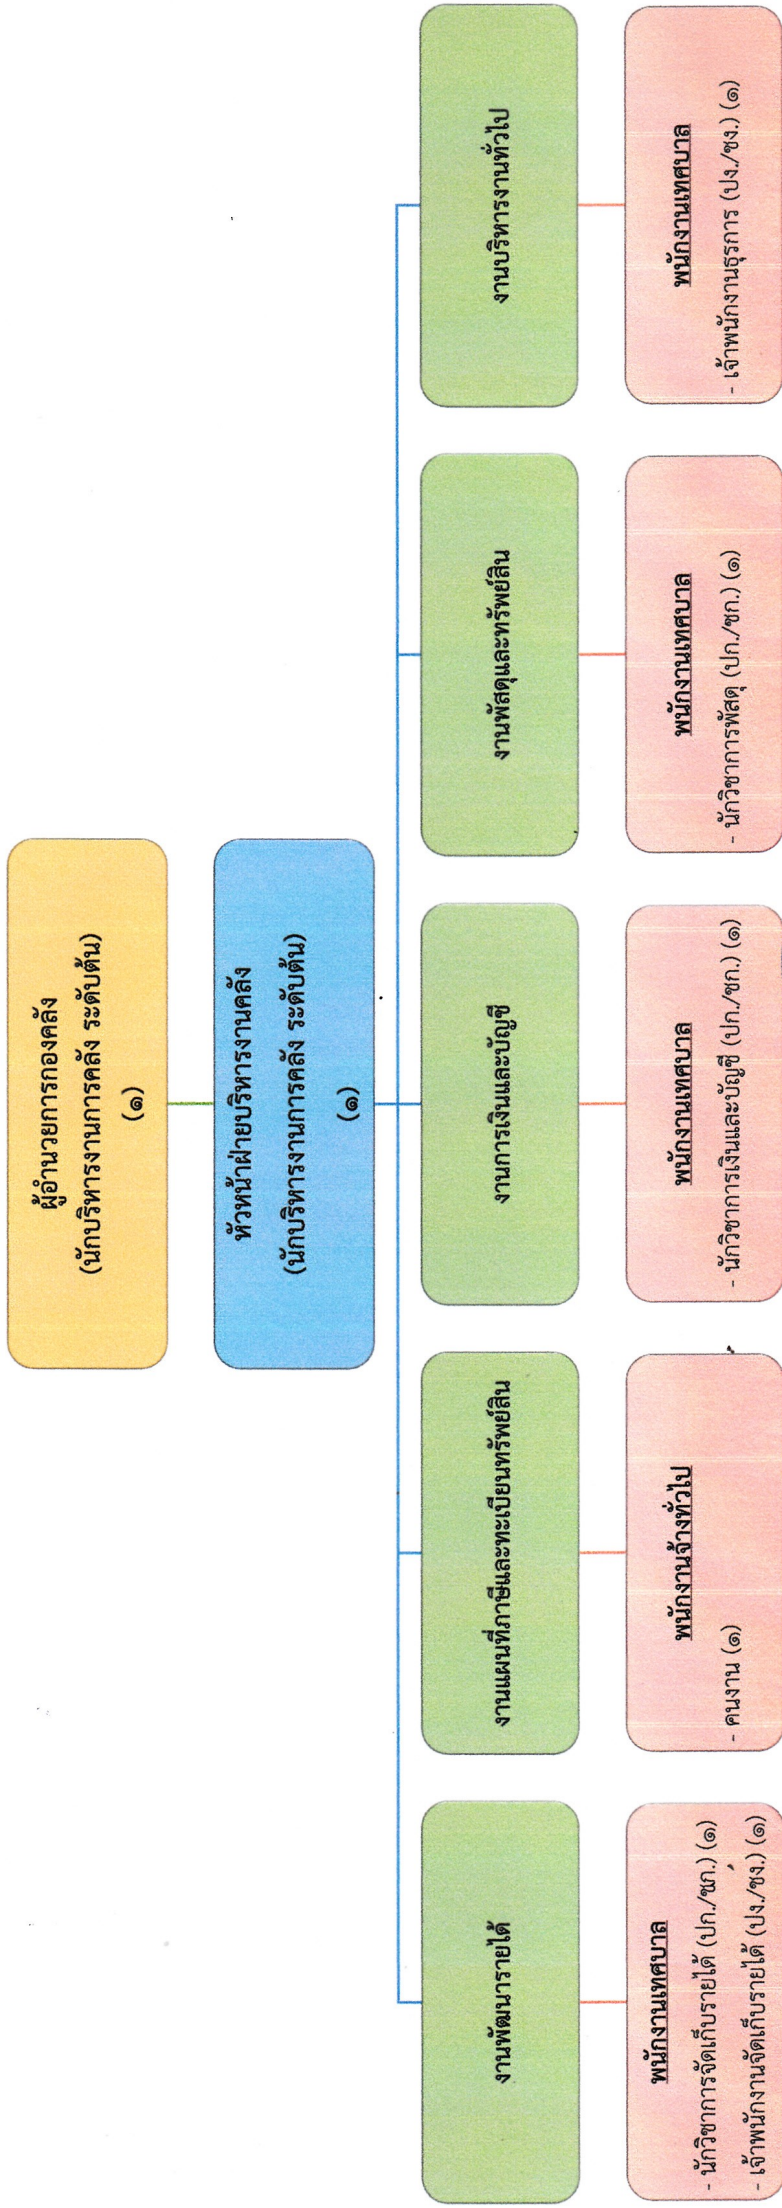 ผู้อำนวยการกองคลัง
(นักบริหารงานการคลัง ระดับต้น)
(๑)
หัวหน้าฝ่ายบริหารงานคลัง
(นักบริหารงานการคลัง ระดับต้น)
(๑)
งานพัฒนารายได้
พนักงานเทศบาล
- นักวิชาการจัดเก็บรายได้ (ปก./ชก.) (๑)
- เจ้าพนักงานจัดเก็บรายได้ (ปง./ชง.) (๑)
งานแผนที่ภาษีและทะเบียนทรัพย์สิน
พนักงานจ้างทั่วไป
- คนงาน (๑)
งานการเงินและบัญชี
พนักงานเทศบาล
- นักวิชาการเงินและบัญชี (ปก./ชก.) (๑)
งานพัสดุและทรัพย์สิน
พนักงานเทศบาล
- นักวิชาการพัสดุ (ปก./ชก.) (๑)
งานบริหารงานทั่วไป
พนักงานเทศบาล
- เจ้าพนักงานธุรการ (ปง./ชง.) (๑)